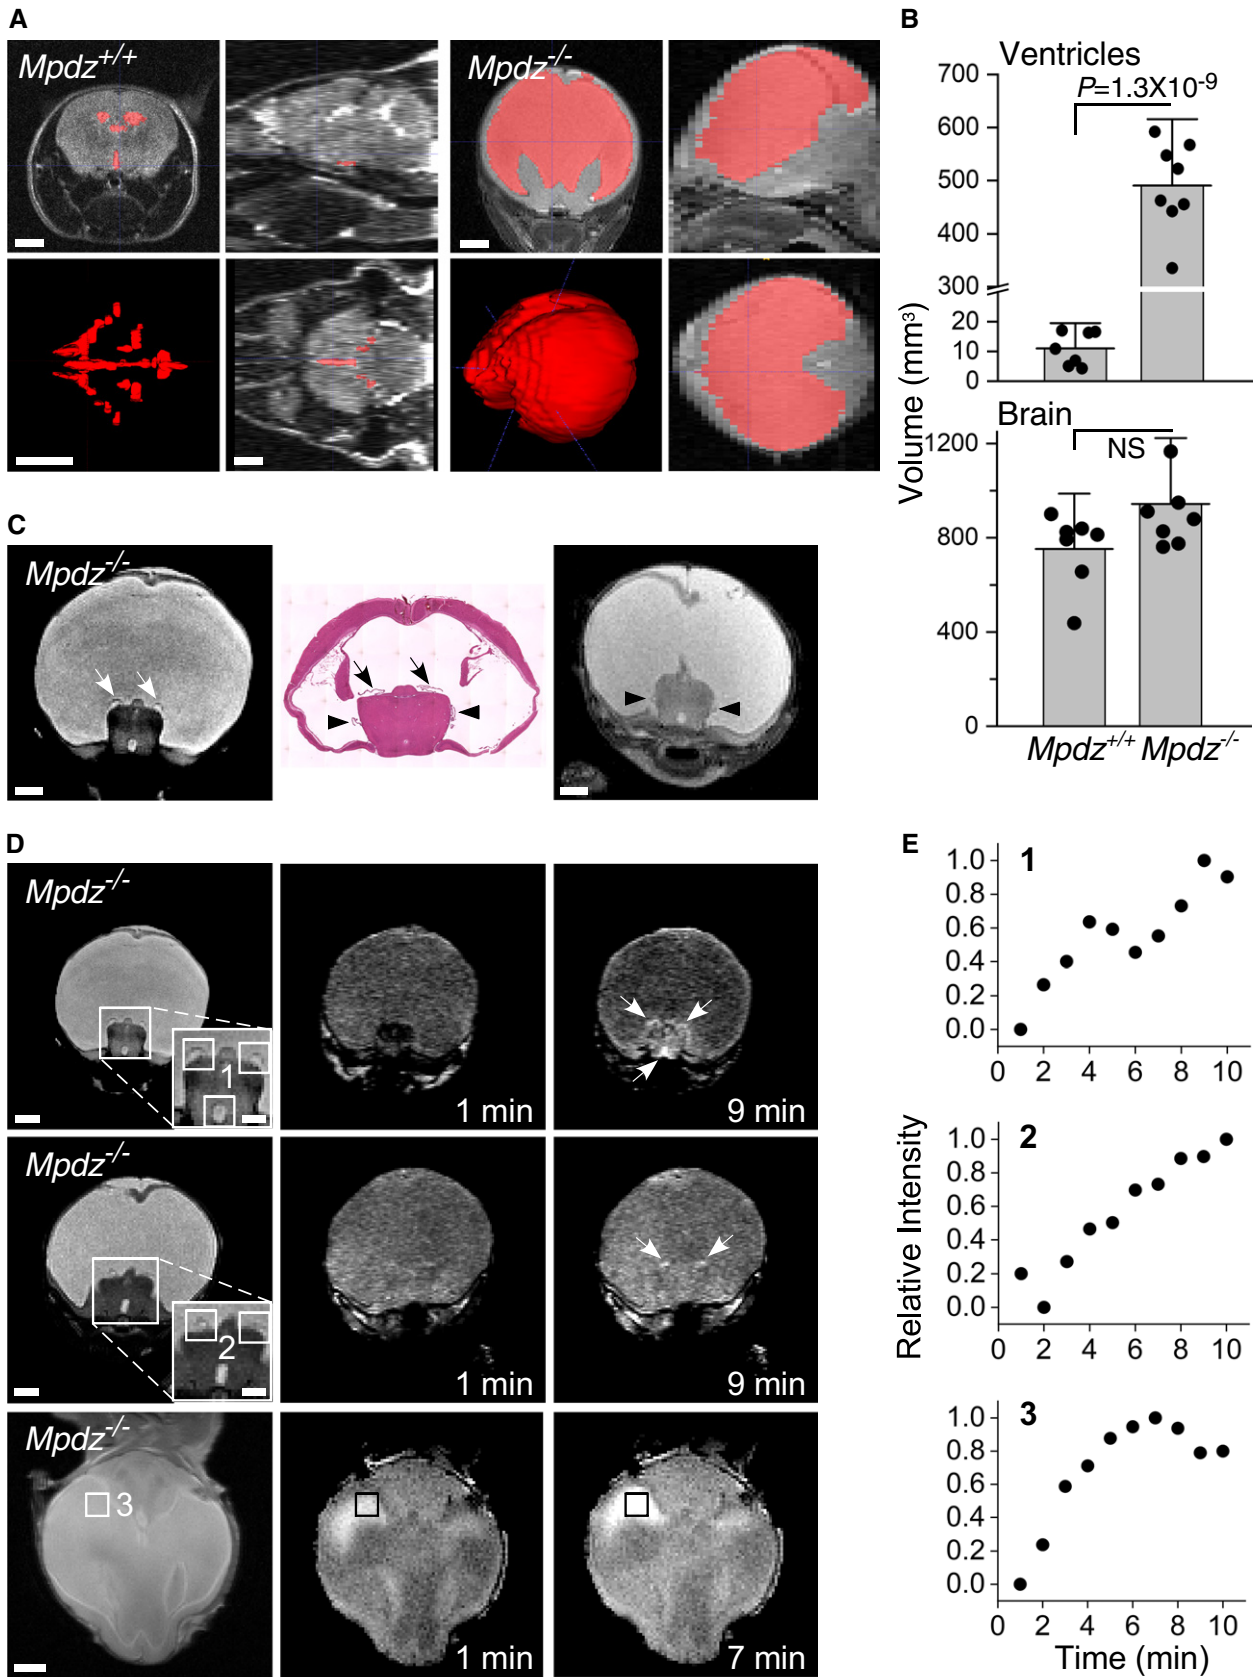 A
Mpdz+/+
Mpdz-/-
B
Ventricles
P=1.3X10-9
700
600
500
400
300
20
10
0
Brain
NS
1200
800
400
0
Volume (mm3)
Mpdz+/+ Mpdz-/-
C
Mpdz-/-
D
Mpdz-/-
1
1 min
9 min
Mpdz-/-
2
1 min
9 min
Mpdz-/-
3
1 min
7 min
E
1
1.0
0.8
0.6
0.4
0.2
0.0
0 2 4 6 8 10
2
1.0
0.8
0.6
0.4
0.2
0.0
0 2 4 6 8 10
3
1.0
0.8
0.6
0.4
0.2
0.0
0 2 4 6 8 10
Relative Intensity
Time (min)